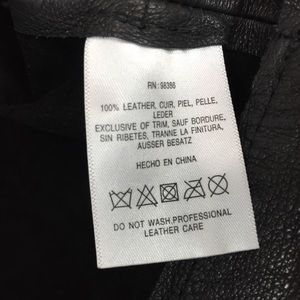 RN: 96386
100% LEATHER, CUIR, PIEL, PELLE,
LEDER
EXCLUSIVE OF TRIM, SAUF BORDURE,
SIN RIBETES, TRANNE LA FINITURA,
AUSSER BESATZ
HECHO EN CHINA
DO NOT WASH,PROFESSIONAL
LEATHER CARE